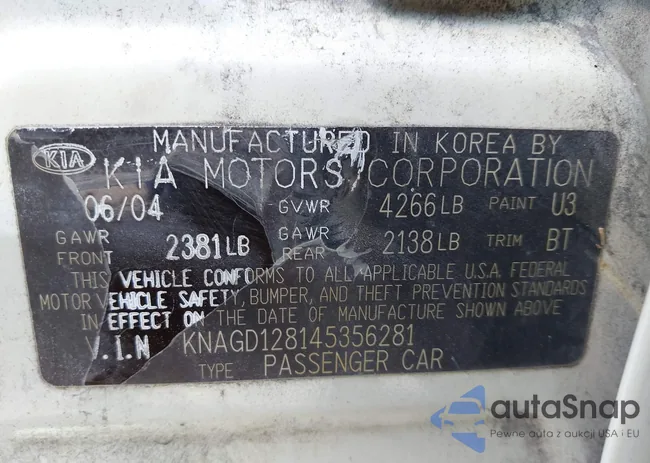 MANUFACTURED IN KOREA BY
KIA KIA MOTORS CORPORATION
06/04 GVWR 4266LB PAINT U3
GAWR FRONT 2381LB GAWR REAR 2138LB TRIM BT
THIS VEHICLE CONFORMS TO ALL APPLICABLE U.S.A. FEDERAL
MOTOR VEHICLE SAFETY, BUMPER, AND THEFT PREVENTION STANDARDS
IN EFFECT ON THE DATE OF MANUFACTURE SHOWN ABOVE
V.I.N KNAGD128145356281
TYPE PASSENGER CAR
autaSnap
Pewne auta z aukcji USA i EU